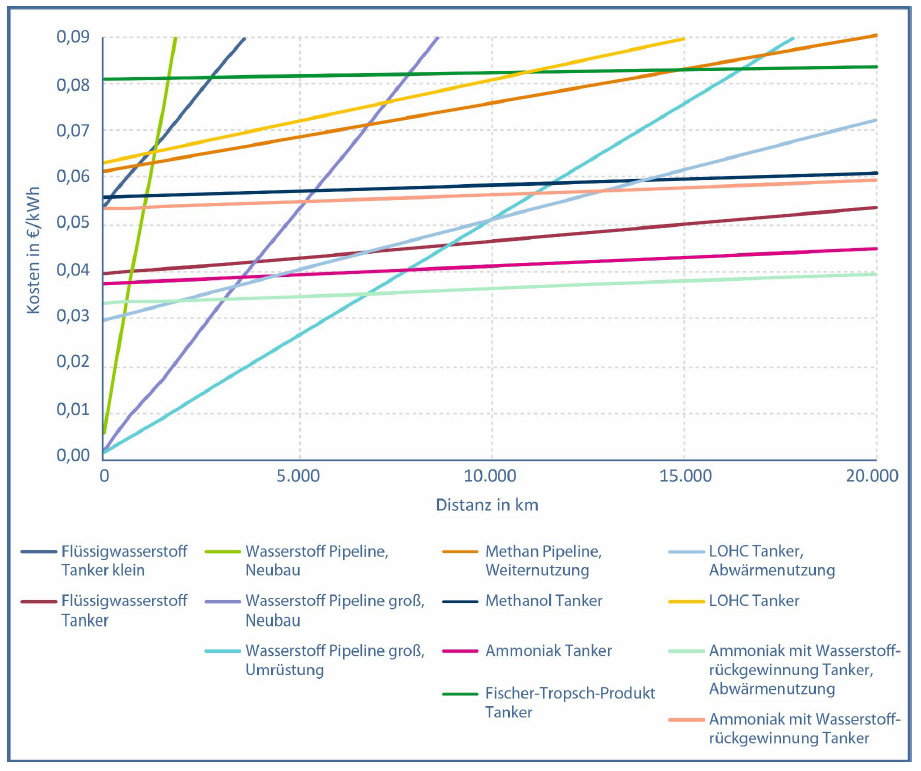 Kosten in €/kWh
0,09
0,08
0,07
0,06
0,05
0,04
0,03
0,02
0,01
0,00
0
5.000
10.000
15.000
20.000
Distanz in km
Flüssigwasserstoff
Tanker klein
Flüssigwasserstoff
Tanker
Wasserstoff Pipeline,
Neubau
Wasserstoff Pipeline groß,
Neubau
Wasserstoff Pipeline groß,
Umrüstung
Methan Pipeline,
Weiternutzung
Methanol Tanker
Ammoniak Tanker
Fischer-Tropsch-Produkt
Tanker
LOHC Tanker,
Abwärmenutzung
LOHC Tanker
Ammoniak mit Wasserstoff-
rückgewinnung Tanker,
Abwärmenutzung
Ammoniak mit Wasserstoff-
rückgewinnung Tanker